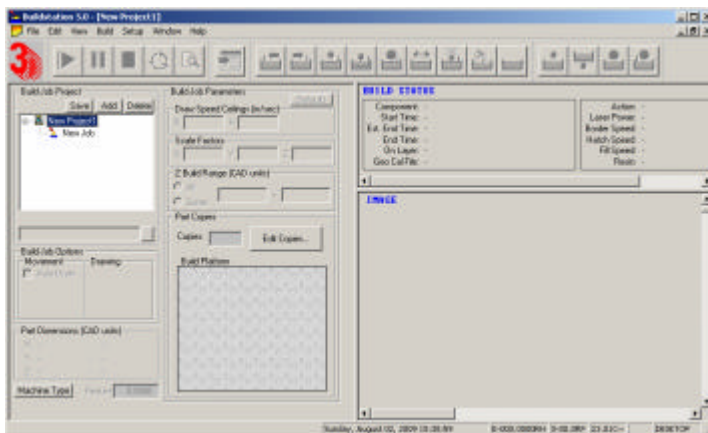 Buildstation 5.0 - [New Project1]
File Edit View Build Setup Window Help
Build Job Project
Save Add Delete
New Project1
New Job
Build Job Options
Movement Drawing
Part Dimensions (CAD units)
Machine Type
Build Job Parameters
Draw Speed Ceilings (in/sec)
Scale Factors
Z Build Range (CAD units)
Part Copies
Copies Edit Copies...
Build Platform
BUILD STATUS
Component: -
Start Time: -
Est. End Time: -
End Time: -
On Layer: -
Geo Cal File: -
Action: -
Laser Power: -
Border Speed: -
Hatch Speed: -
Fill Speed: -
Resin: -
IMAGE
Sunday, August 02, 2009 DESKTOP